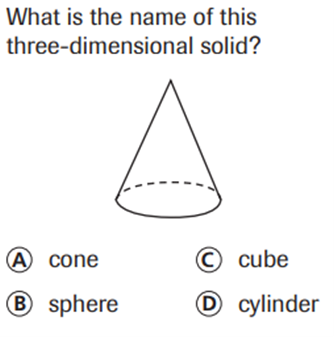 What is the name of this
three-dimensional solid?
A cone
B sphere
C cube
D cylinder